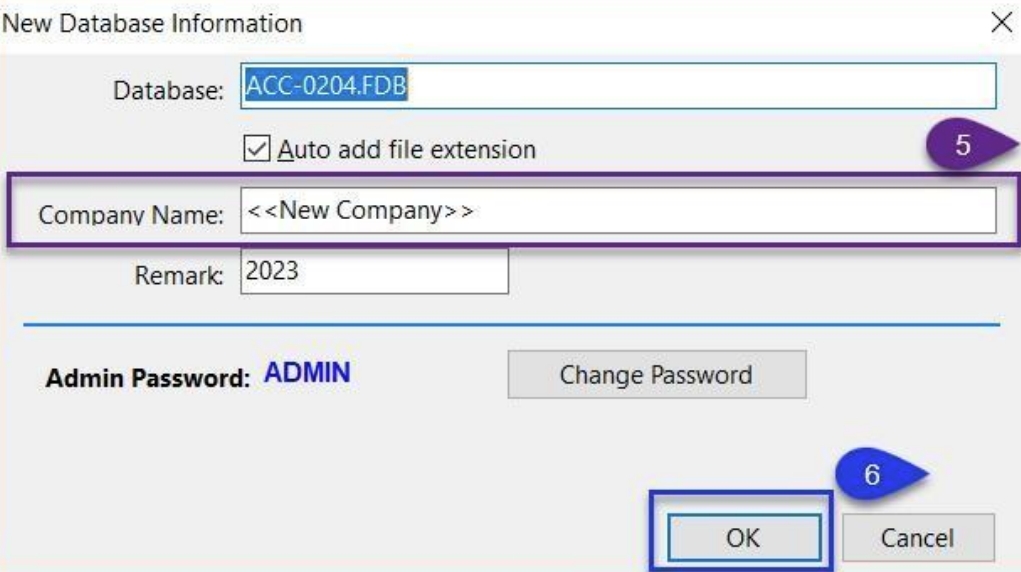 New Database Information
Database: ACC-0204.FDB
Auto add file extension
5
Company Name: <<New Company>>
Remark: 2023
Admin Password: ADMIN Change Password
6
OK Cancel